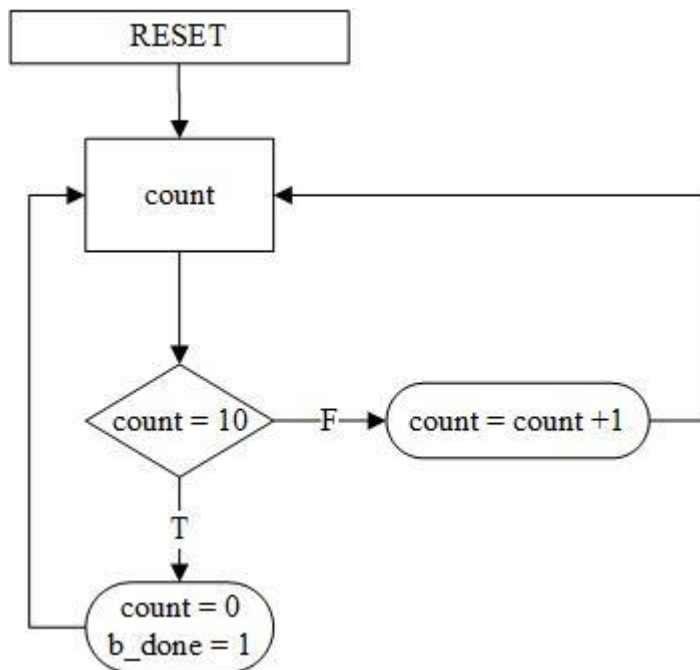 RESET
count
count = 10
F
count = count +1
T
count = 0
b_done = 1